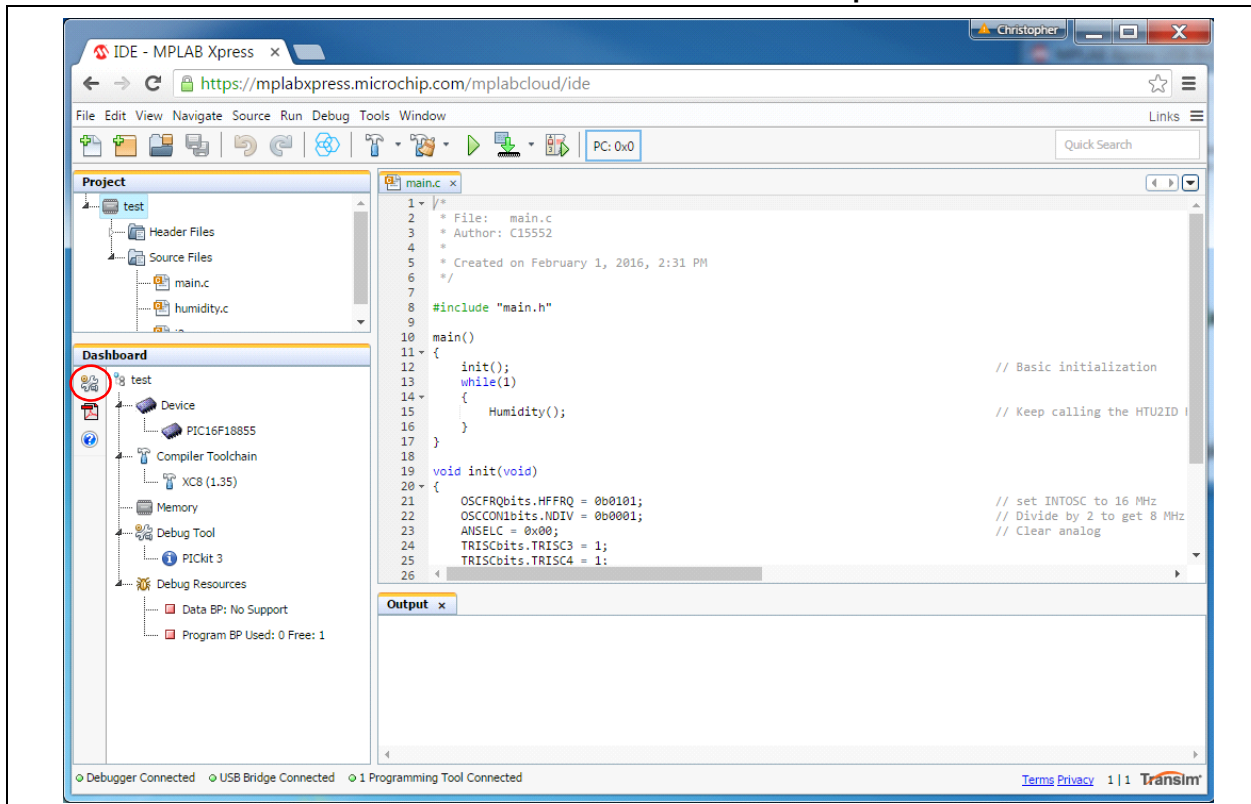 Christopher
IDE - MPLAB Xpress ×
https://mplabxpress.microchip.com/mplabcloud/ide
File Edit View Navigate Source Run Debug Tools Window
Links
PC: 0x0
Quick Search
Project
test
Header Files
Source Files
main.c
humidity.c
Dashboard
test
Device
PIC16F18855
Compiler Toolchain
XC8 (1.35)
Memory
Debug Tool
PICkit 3
Debug Resources
Data BP: No Support
Program BP Used: 0 Free: 1
main.c ×
1 /*
2 * File: main.c
3 * Author: C15552
4 *
5 * Created on February 1, 2016, 2:31 PM
6 */
7
8 #include "main.h"
9
10 main()
11 {
12 init(); // Basic initialization
13 while(1)
14 {
15 Humidity(); // Keep calling the HTU2ID
16 }
17 }
18
19 void init(void)
20 {
21 OSCFRQbits.HFFRQ = 0b0101; // set INTOSC to 16 MHz
22 OSCCON1bits.NDIV = 0b0001; // Divide by 2 to get 8 MHz
23 ANSELC = 0x00; // Clear analog
24 TRISCbits.TRISC3 = 1;
25 TRISCbits.TRISC4 = 1;
26
Output ×
Debugger Connected USB Bridge Connected 1 Programming Tool Connected
Terms Privacy 1 | 1 Transim